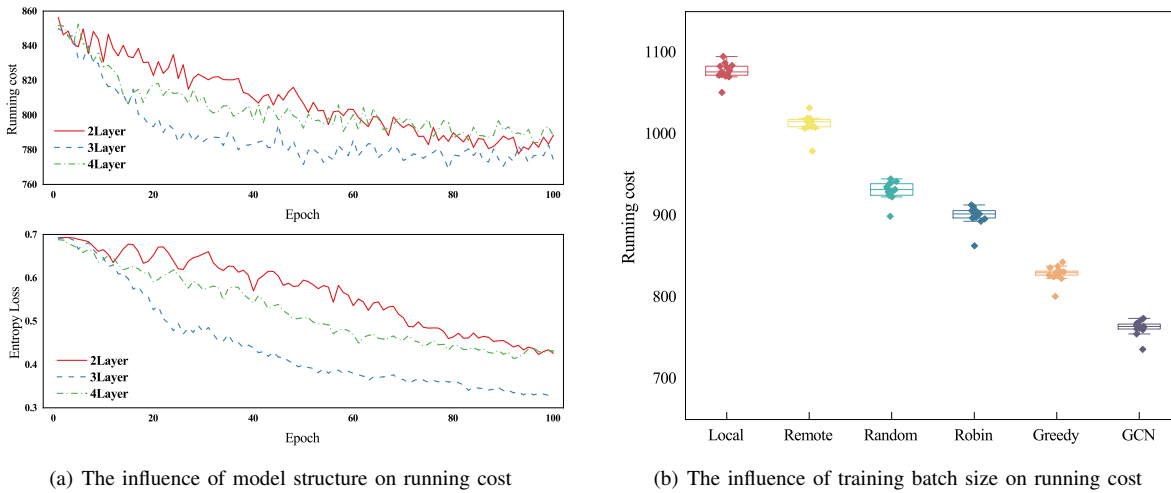 860
840
820
800
780
760
Running cost
2Layer
3Layer
4Layer
0 20 40 60 80 100
Epoch
0.7
0.6
0.5
0.4
0.3
Entropy Loss
2Layer
3Layer
4Layer
0 20 40 60 80 100
Epoch
(a) The influence of model structure on running cost
1100
1000
900
800
700
Running cost
Local Remote Random Robin Greedy GCN
(b) The influence of training batch size on running cost